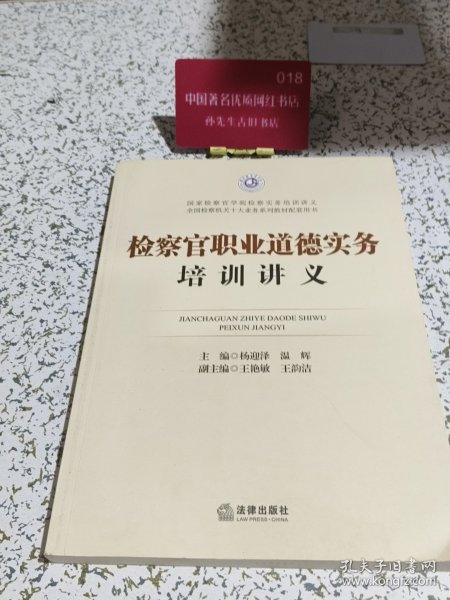 018
中国著名优质网红书店
孙先生古旧书店
国家检察官学院检察实务培训讲义
全国检察机关十大业务系列教材配套用书
检察官职业道德实务
培训讲义
JIANCHAGUAN ZHIYE DAODE SHIWU
PEIXUN JIANGYI
主 编◎杨迎泽 温 辉
副主编◎王艳敏 王韵洁
法律出版社
LAW PRESS·CHINA
孔夫子旧书网
www.kongfz.com